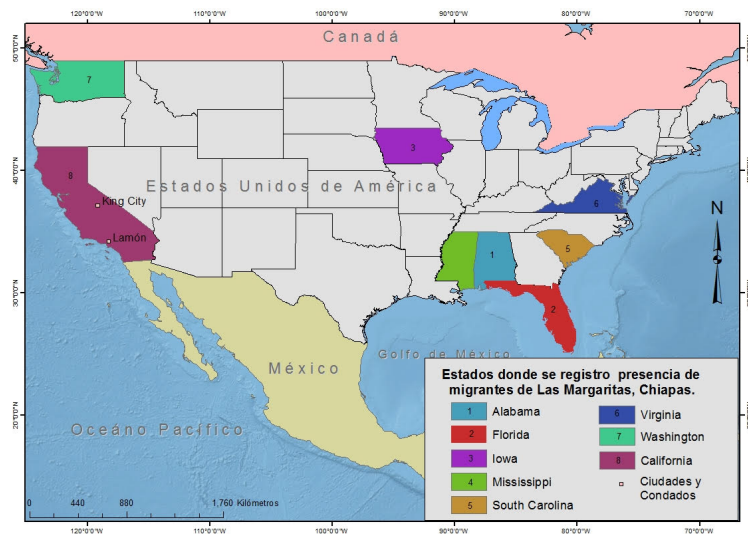 120°0'0"W 110°0'0"W 100°0'0"W 90°0'0"W 80°0'0"W 70°0'0"W
Canadá
50°0'0"N
7
3
40°0'0"N
8
Estados Unidos de América
King City
6
N
Lamón
1
5
30°0'0"N
2
México
Golfo de México
20°0'0"N
Oceáno Pacífico
Estados donde se registro presencia de
migrantes de Las Margaritas, Chiapas.
1 Alabama
2 Florida
3 Iowa
4 Mississippi
5 South Carolina
6 Virginia
7 Washington
8 California
Ciudades y
Condados
0 440 880 1,760 Kilómetros
120°0'0"W 110°0'0"W 100°0'0"W 90°0'0"W 80°0'0"W 70°0'0"W